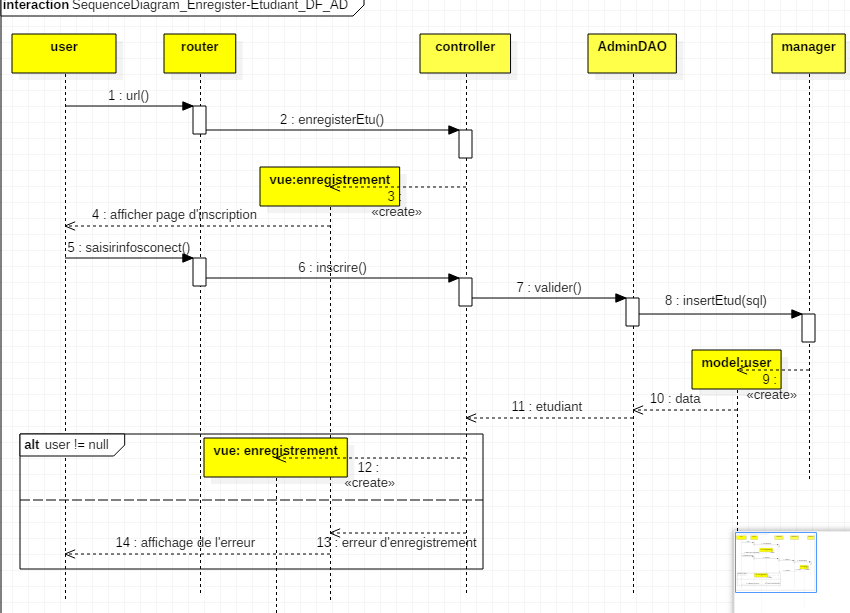 interaction SequenceDiagram_Enregister-Etudiant_DF_AD
user
router
controller
AdminDAO
manager
1 : url()
2 : enregisterEtu()
vue:enregistrement
3 :
«create»
4 : afficher page d'inscription
5 : saisirinfosconect()
6 : inscrire()
7 : valider()
8 : insertEtud(sql)
model:user
9 :
«create»
10 : data
11 : etudiant
alt user != null
vue: enregistrement
12 :
«create»
13 : erreur d'enregistrement
14 : affichage de l'erreur